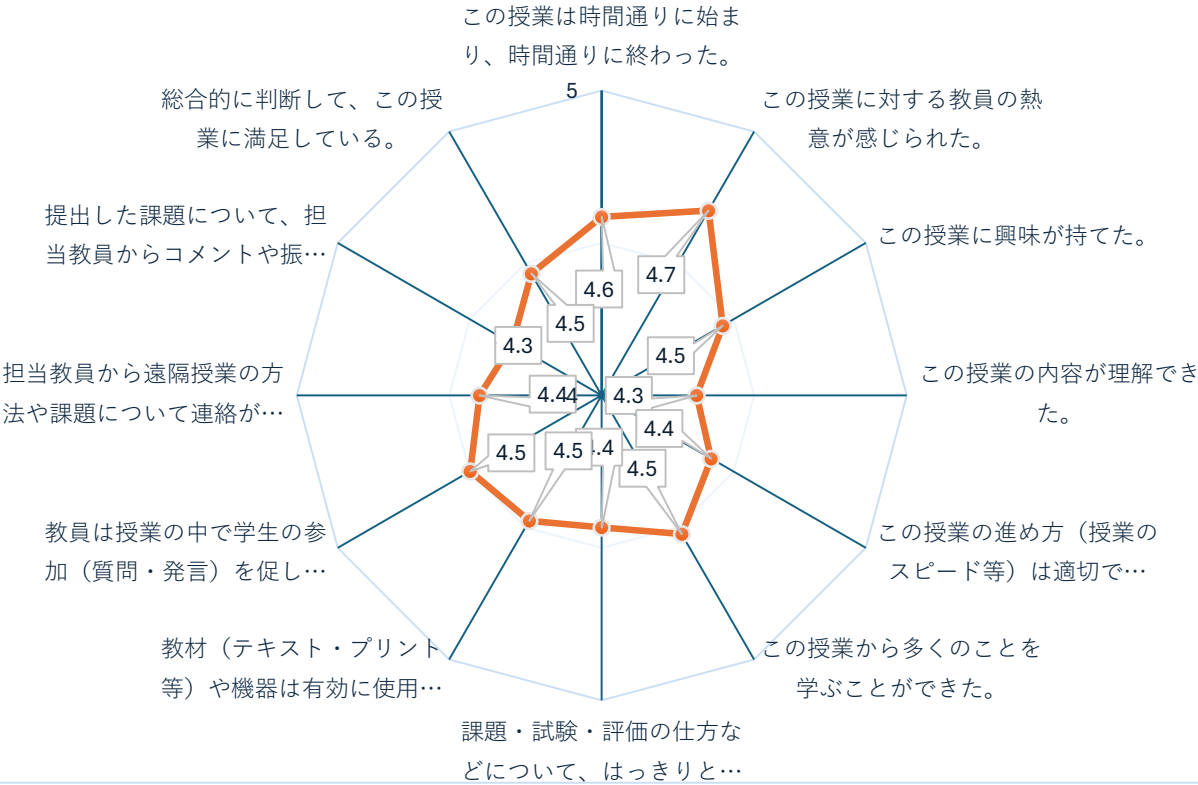 この授業は時間通りに始ま
り、時間通りに終わった。
5
この授業に対する教員の熱
意が感じられた。
この授業に興味が持てた。
この授業の内容が理解でき
た。
この授業の進め方（授業の
スピード等）は適切で…
この授業から多くのことを
学ぶことができた。
課題・試験・評価の仕方な
どについて、はっきりと…
教材（テキスト・プリント
等）や機器は有効に使用…
教員は授業の中で学生の参
加（質問・発言）を促し…
担当教員から遠隔授業の方
法や課題について連絡が…
提出した課題について、担
当教員からコメントや振…
総合的に判断して、この授
業に満足している。
4.6
4.7
4.5
4.3
4.4
4.5
.4
4.5
4.5
4.4
4
4.3
4.5